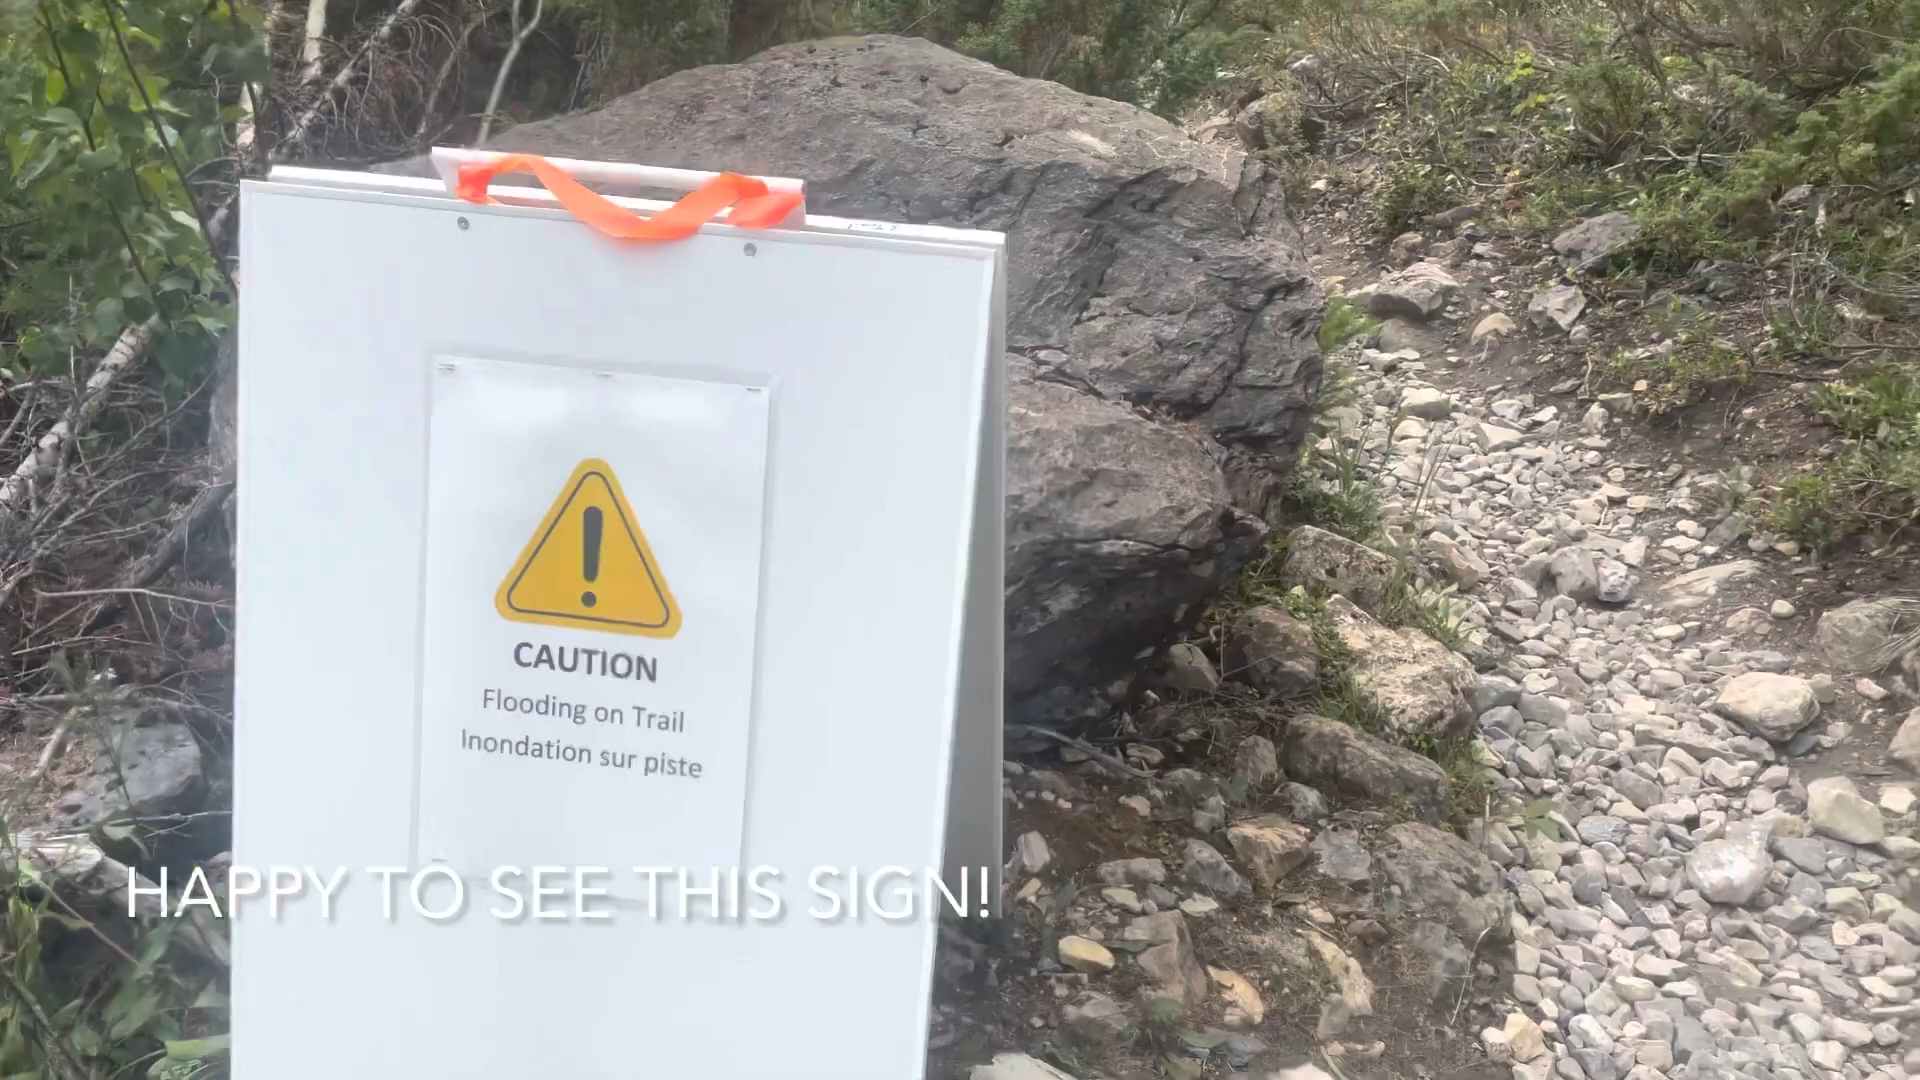 CAUTION
Flooding on Trail
Inondation sur piste
HAPPY TO SEE THIS SIGN!